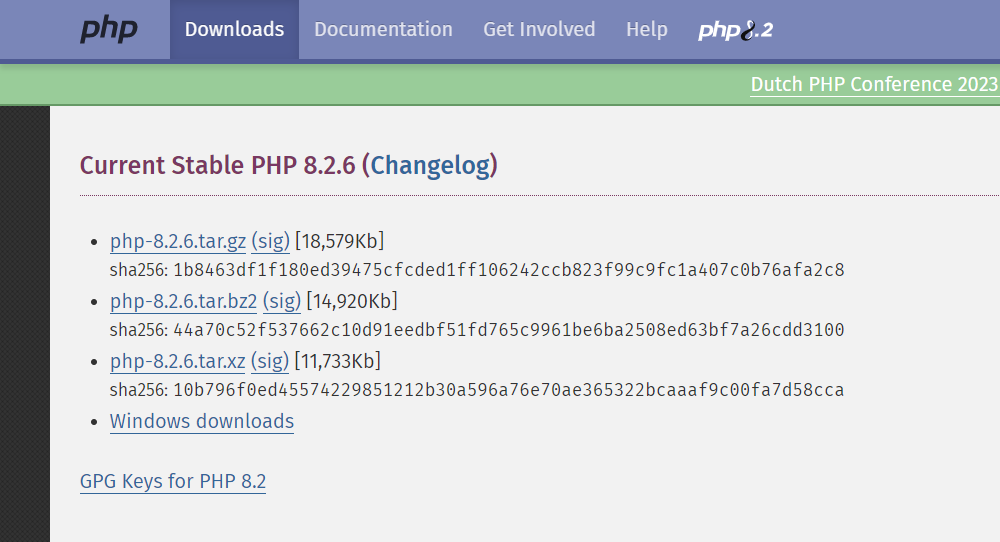 php Downloads Documentation Get Involved Help php8.2
Dutch PHP Conference 2023
Current Stable PHP 8.2.6 (Changelog)
php-8.2.6.tar.gz (sig) [18,579Kb]
sha256: 1b8463df1f180ed39475cfcded1ff106242ccb823f99c9fc1a407c0b76afa2c8
php-8.2.6.tar.bz2 (sig) [14,920Kb]
sha256: 44a70c52f537662c10d91eedbf51fd765c9961be6ba2508ed63bf7a26cdd3100
php-8.2.6.tar.xz (sig) [11,733Kb]
sha256: 10b796f0ed45574229851212b30a596a76e70ae365322bcaaaf9c00fa7d58cca
Windows downloads
GPG Keys for PHP 8.2